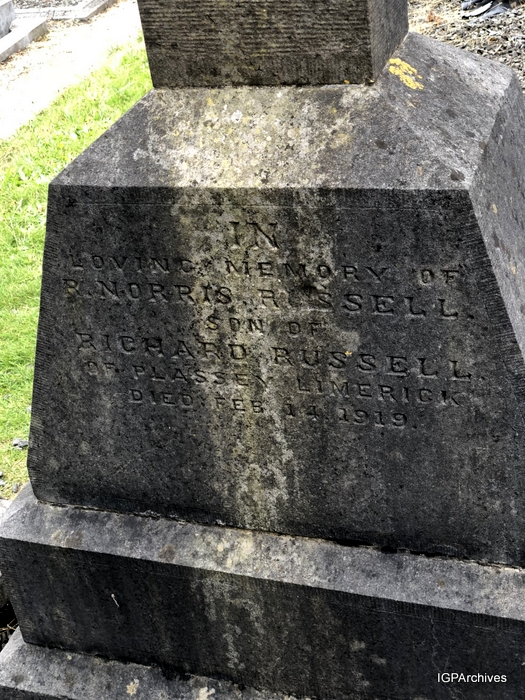 IN
LOVING MEMORY OF
R. NORRIS. RUSSELL.
SON OF
RICHARD RUSSELL.
OF PLASSEY LIMERICK
DIED FEB 14. 1919.
IGPArchives